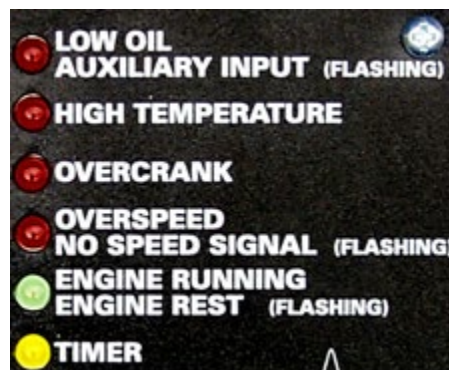 LOW OIL
AUXILIARY INPUT (FLASHING)
HIGH TEMPERATURE
OVERCRANK
OVERSPEED
NO SPEED SIGNAL (FLASHING)
ENGINE RUNNING
ENGINE REST (FLASHING)
TIMER